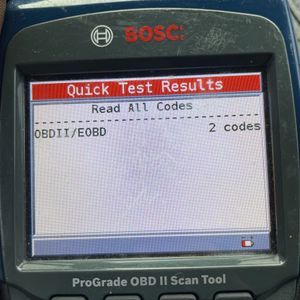 BOSCH
Quick Test Results
Read All Codes
OBDII/EOBD 2 codes
ProGrade OBD II Scan Tool